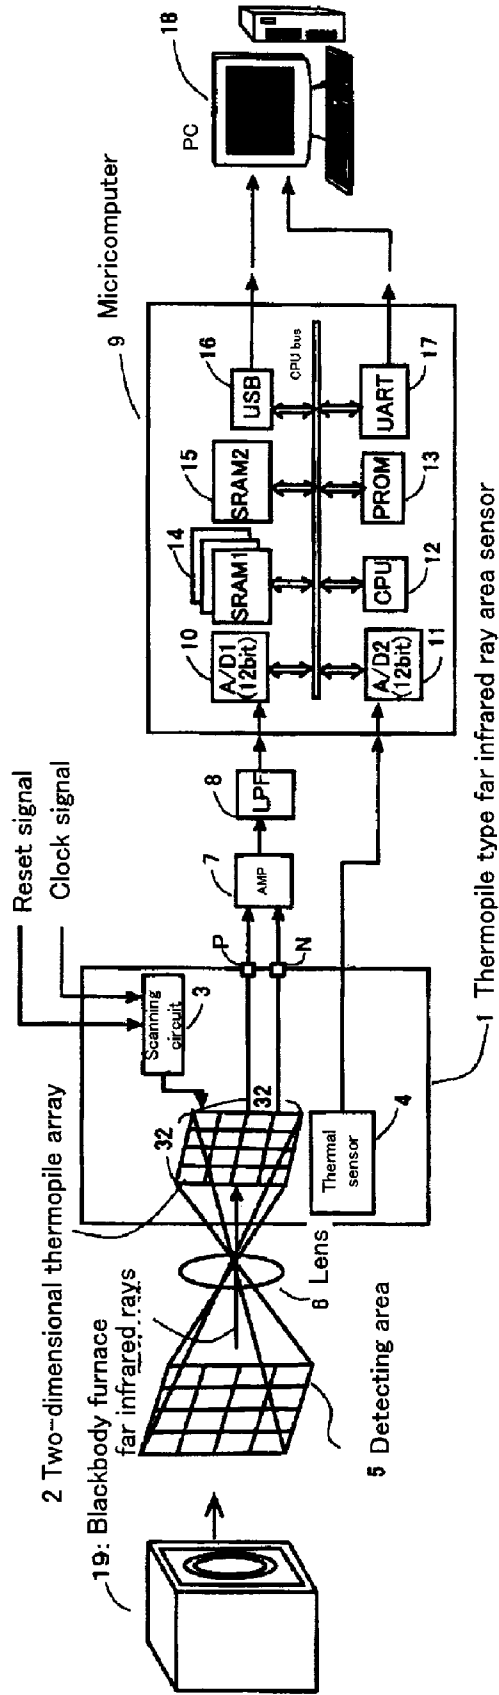 19: Blackbody furnace
far infrared rays
2 Two-dimensional thermopile array
5 Detecting area
6 Lens
32
32
Reset signal
Clock signal
Scanning
circuit
3
Thermal
sensor
4
P
N
1 Thermopile type far infrared ray area sensor
7
AMP
8
LPF
9 Micricomputer
10
A/D1
(12bit)
14
SRAM1
15
SRAM2
16
USB
CPU bus
A/D2
(12bit)
11
CPU
12
PROM
13
UART
17
PC
18